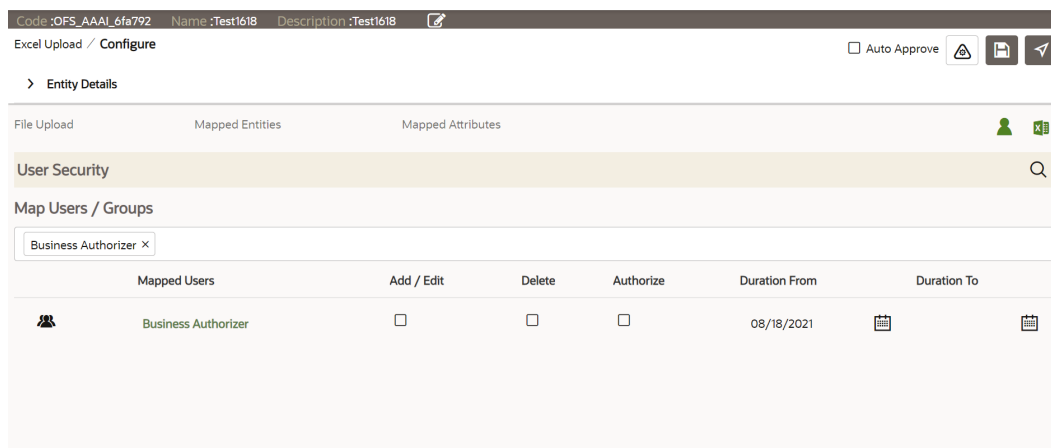 Code :OFS_AAAI_6fa792 Name :Test1618 Description :Test1618
Excel Upload / Configure
Auto Approve
Entity Details
File Upload Mapped Entities Mapped Attributes
User Security
Map Users / Groups
Business Authorizer ×
Mapped Users Add / Edit Delete Authorize Duration From Duration To
Business Authorizer 08/18/2021